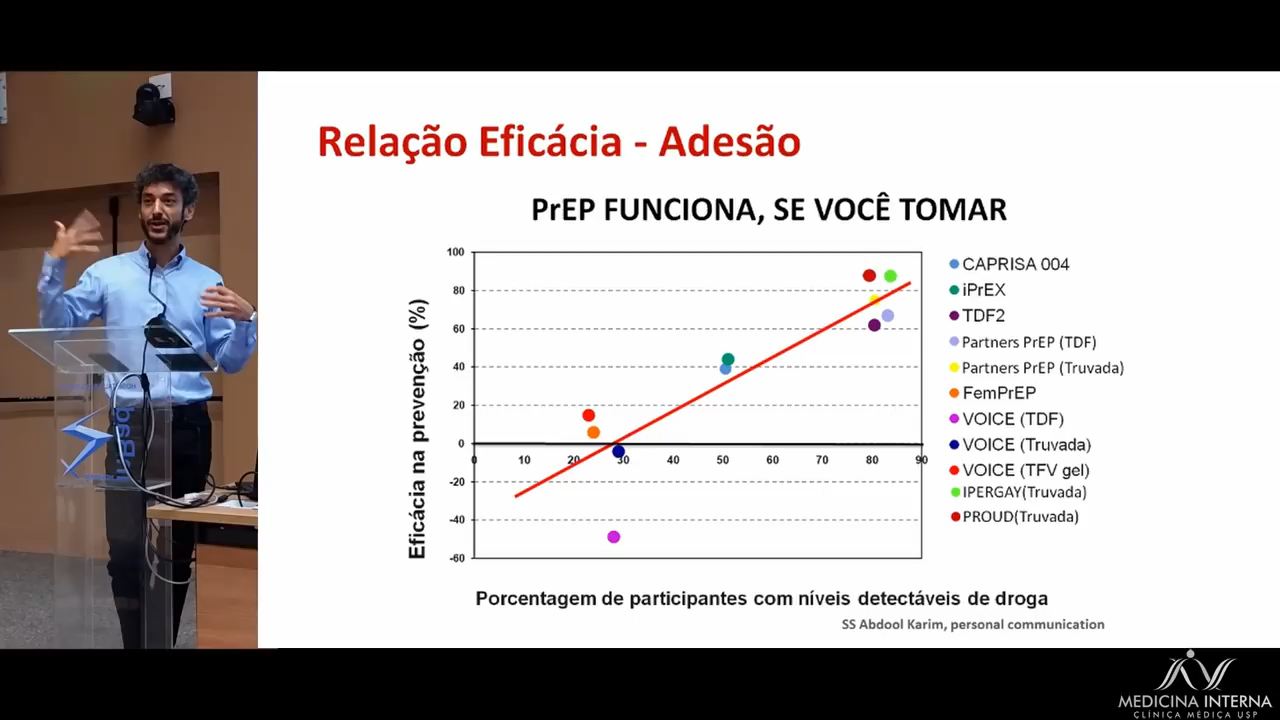 Relação Eficácia - Adesão
PrEP FUNCIONA, SE VOCÊ TOMAR
Eficácia na prevenção (%)
100
80
60
40
20
0
-20
-40
-60
0 10 20 30 40 50 60 70 80 90
CAPRISA 004
iPrEX
TDF2
Partners PrEP (TDF)
Partners PrEP (Truvada)
FemPrEP
VOICE (TDF)
VOICE (Truvada)
VOICE (TFV gel)
IPERGAY(Truvada)
PROUD(Truvada)
Porcentagem de participantes com níveis detectáveis de droga
SS Abdool Karim, personal communication
MEDICINA INTERNA
CLÍNICA MÉDICA USP